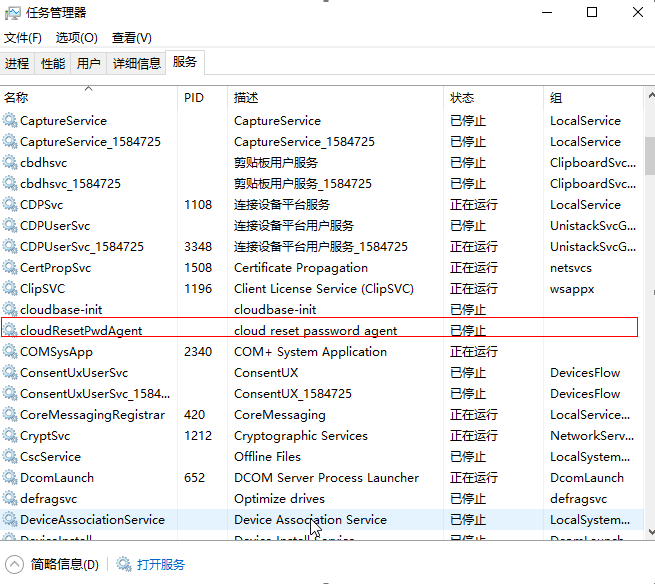 任务管理器
文件(F) 选项(O) 查看(V)
进程 性能 用户 详细信息 服务
名称 PID 描述 状态 组
CaptureService CaptureService 已停止 LocalService
CaptureService_1584725 CaptureService_1584725 已停止 LocalService
cbdhsvc 剪贴板用户服务 已停止 ClipboardSvc...
cbdhsvc_1584725 剪贴板用户服务_1584725 已停止 ClipboardSvc...
CDPSvc 1108 连接设备平台服务 正在运行 LocalService
CDPUserSvc 连接设备平台用户服务 已停止 UnistackSvcG...
CDPUserSvc_1584725 3348 连接设备平台用户服务_1584725 正在运行 UnistackSvcG...
CertPropSvc 1508 Certificate Propagation 正在运行 netsvcs
ClipSVC 1196 Client License Service (ClipSVC) 正在运行 wsappx
cloudbase-init cloudbase-init 已停止
cloudResetPwdAgent cloud reset password agent 已停止
COMSysApp 2340 COM+ System Application 正在运行
ConsentUxUserSvc ConsentUX 已停止 DevicesFlow
ConsentUxUserSvc_1584... ConsentUX_1584725 已停止 DevicesFlow
CoreMessagingRegistrar 420 CoreMessaging 正在运行 LocalService...
CryptSvc 1212 Cryptographic Services 正在运行 NetworkServ...
CscService Offline Files 已停止 LocalSystem...
DcomLaunch 652 DCOM Server Process Launcher 正在运行 DcomLaunch
defragsvc Optimize drives 已停止 defragsvc
DeviceAssociationService Device Association Service 已停止 LocalSystem...
DeviceInstall Device Install Service 已停止 DcomLaunch
简略信息(D) 打开服务